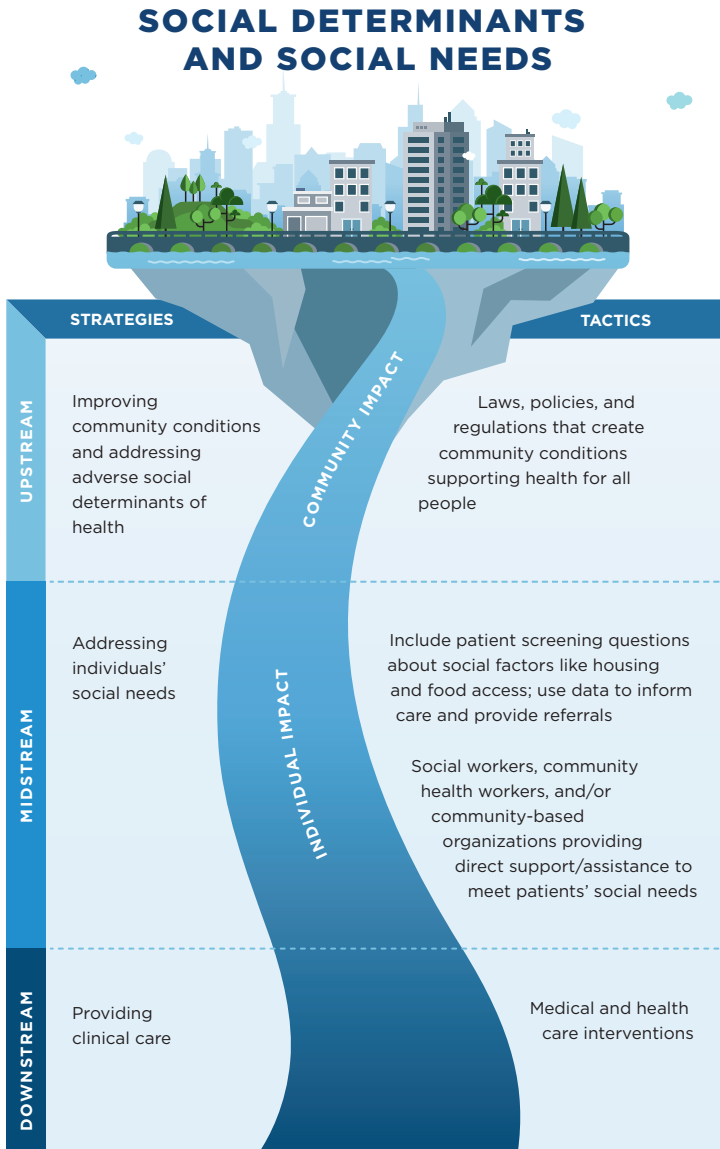 SOCIAL DETERMINANTS
AND SOCIAL NEEDS
STRATEGIES
TACTICS
UPSTREAM
Improving
community conditions
and addressing
adverse social
determinants of
health
COMMUNITY IMPACT
Laws, policies, and
regulations that create
community conditions
supporting health for all
people
MIDSTREAM
Addressing
individuals’
social needs
INDIVIDUAL IMPACT
Include patient screening questions
about social factors like housing
and food access; use data to inform
care and provide referrals
Social workers, community
health workers, and/or
community-based
organizations providing
direct support/assistance to
meet patients’ social needs
DOWNSTREAM
Providing
clinical care
Medical and health
care interventions